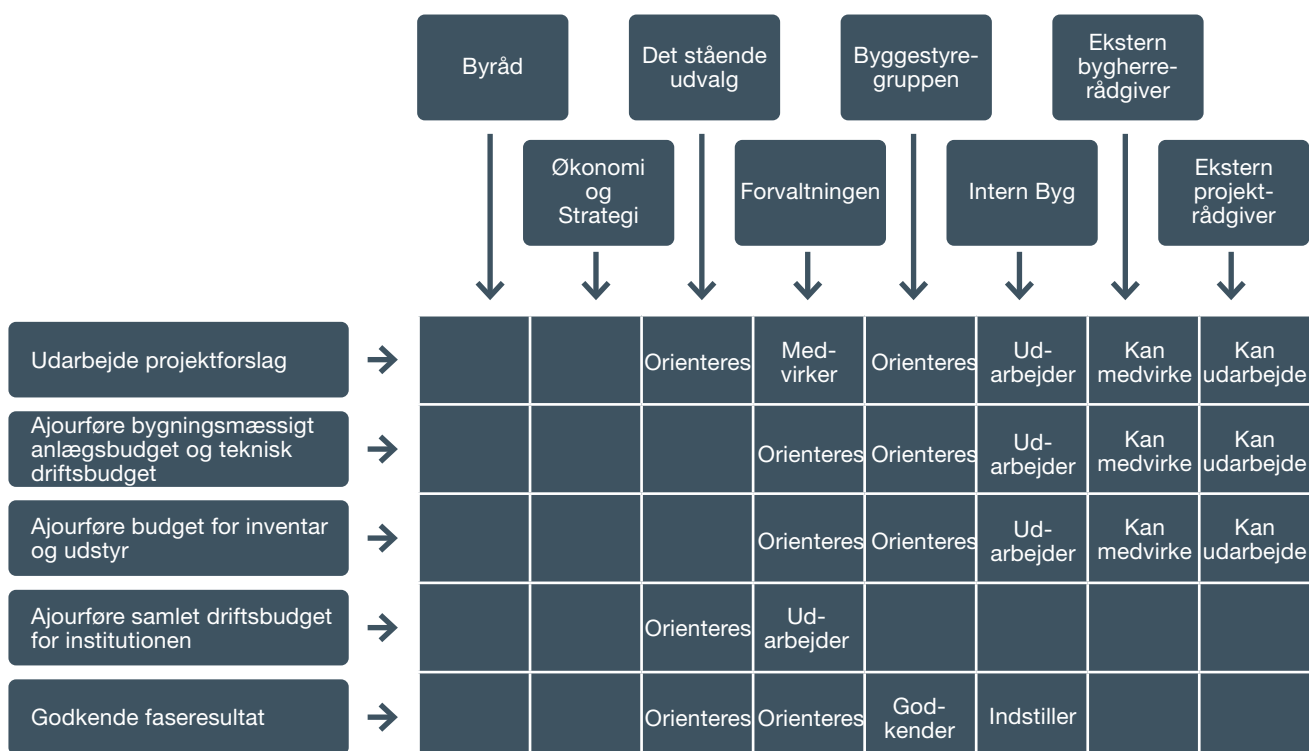 Byråd
Det stående
udvalg
Byggestyre-
gruppen
Ekstern
bygherre-
rådgiver
Økonomi
og
Strategi
Forvaltningen
Intern Byg
Ekstern
projekt-
rådgiver
Udarbejde projektforslag
Orienteres
Med-
virker
Orienteres
Ud-
arbejder
Kan
medvirke
Kan
udarbejde
Ajourføre bygningsmæssigt
anlægsbudget og teknisk
driftsbudget
Orienteres
Orienteres
Ud-
arbejder
Kan
medvirke
Kan
udarbejde
Ajourføre budget for inventar
og udstyr
Orienteres
Orienteres
Ud-
arbejder
Kan
medvirke
Kan
udarbejde
Ajourføre samlet driftsbudget
for institutionen
Orienteres
Ud-
arbejder
Godkende faseresultat
Orienteres
Orienteres
God-
kender
Indstiller